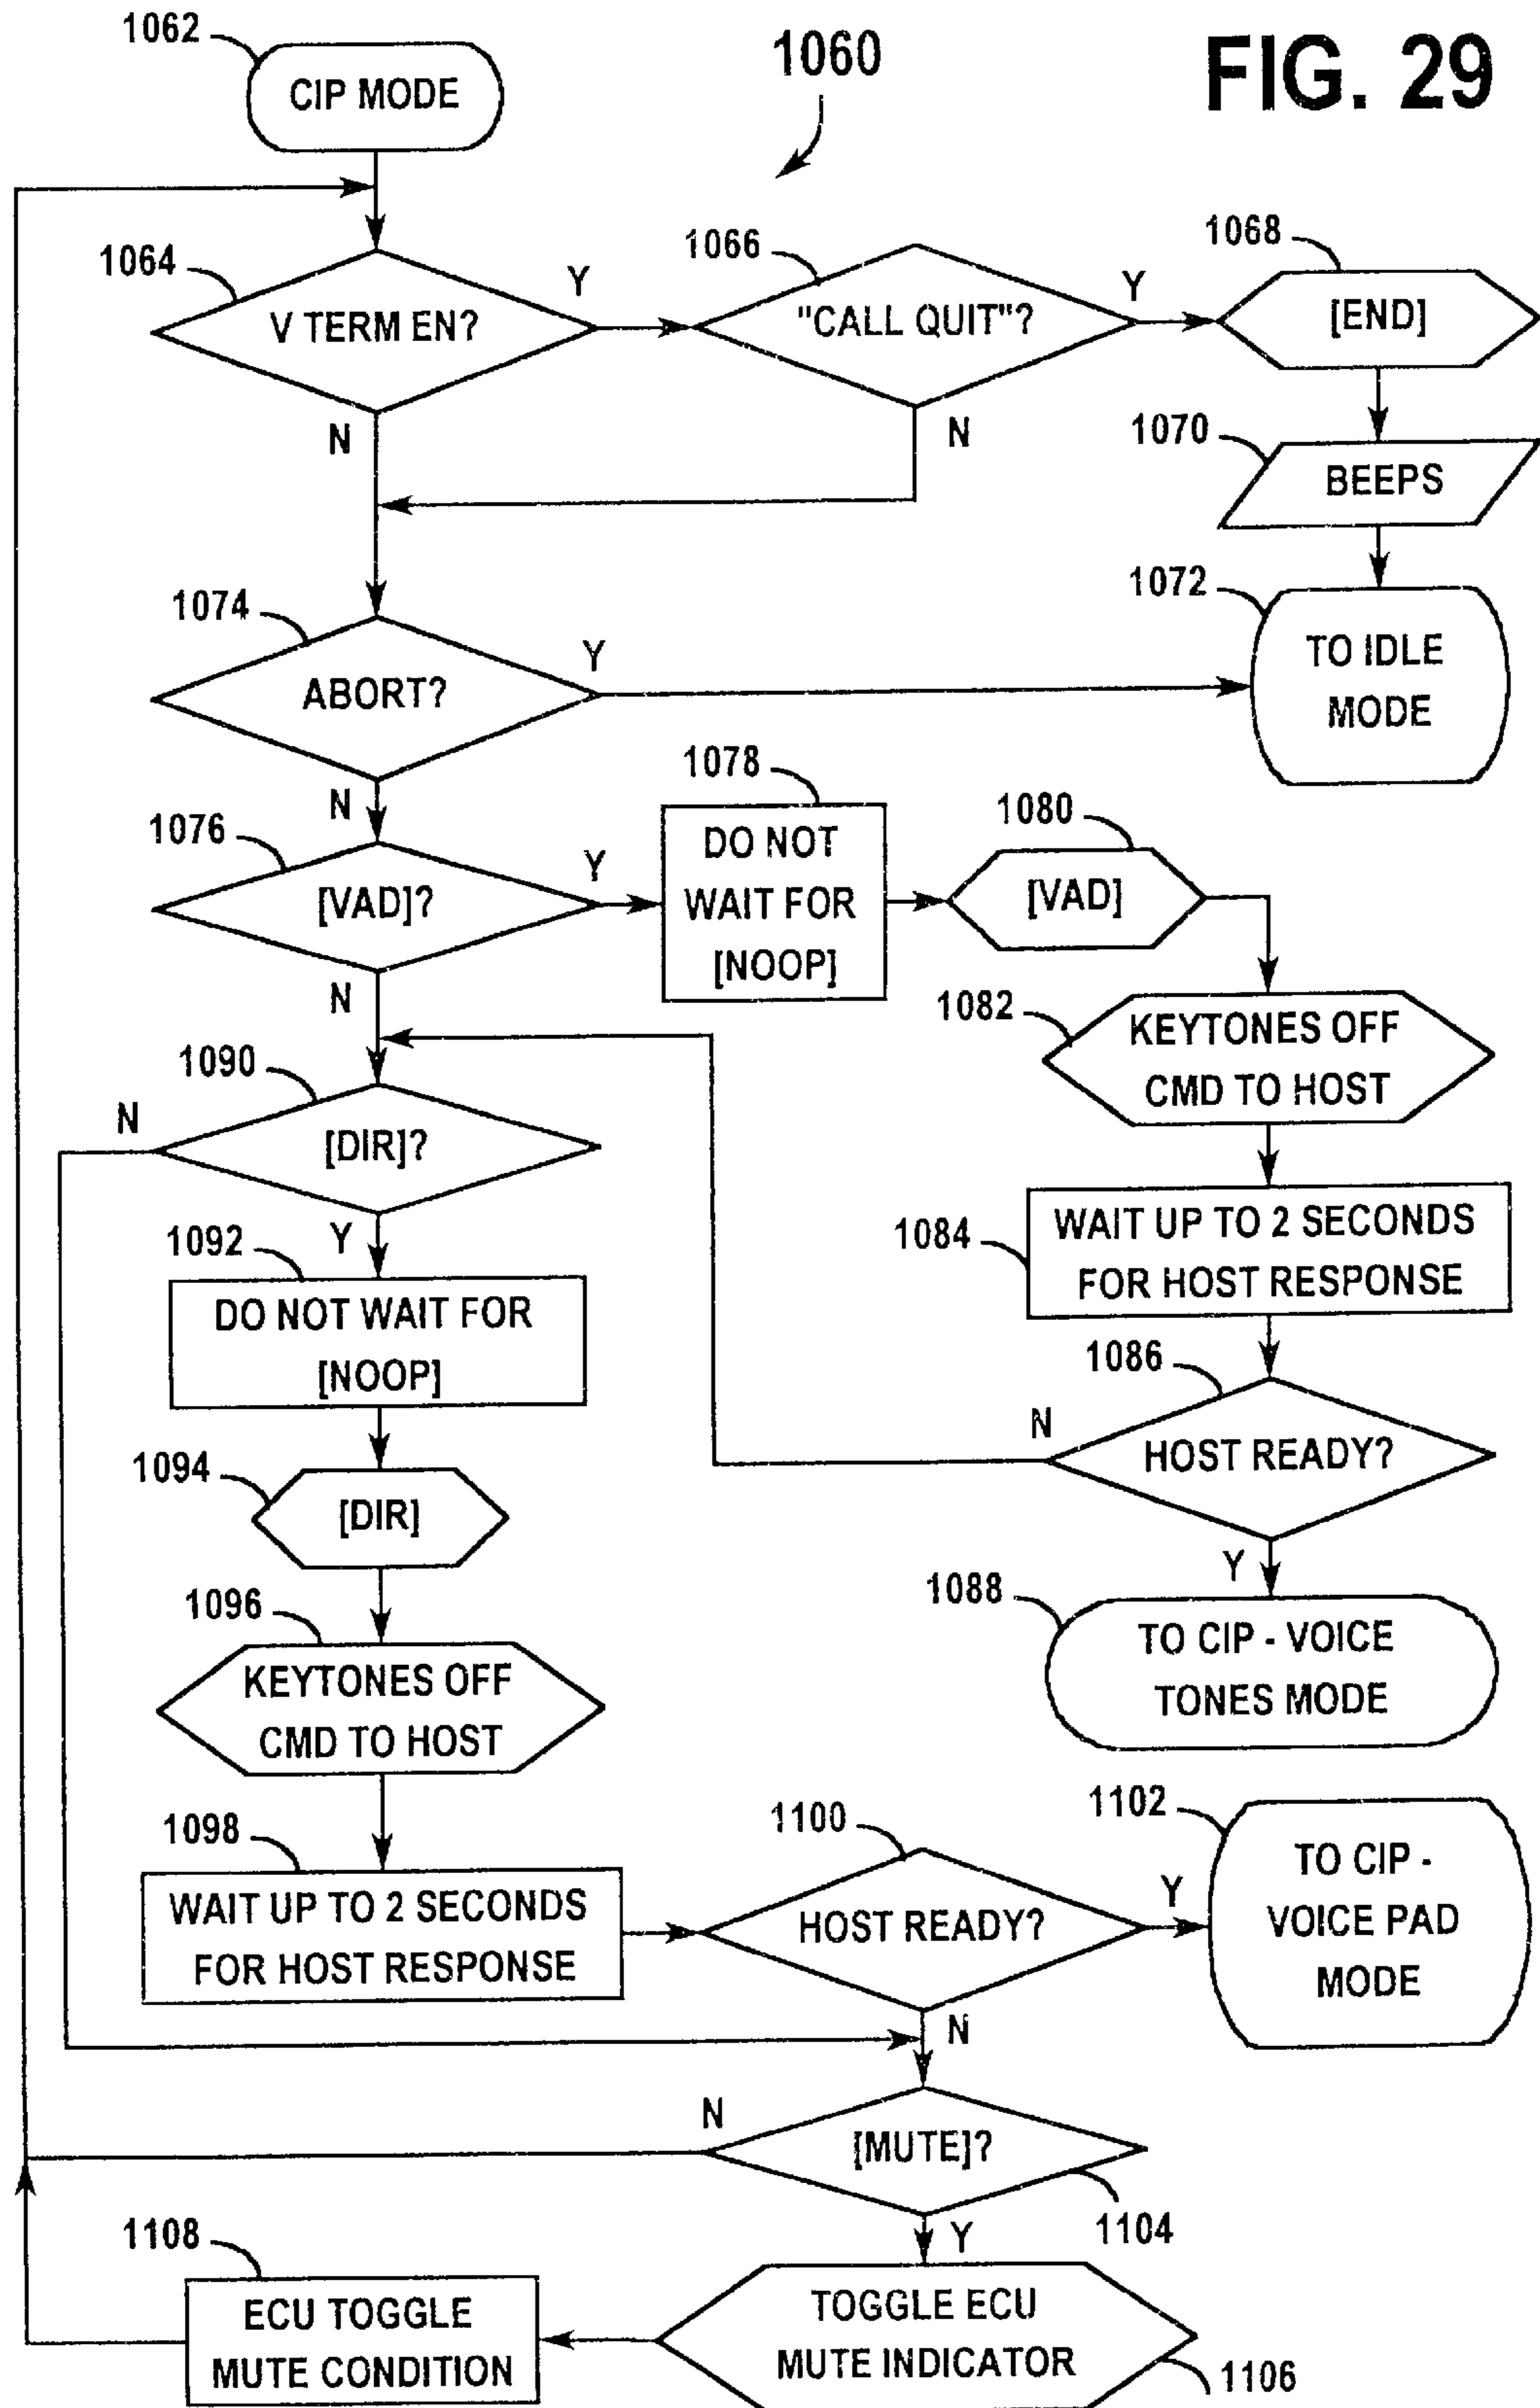 1062
CIP MODE
1060
FIG. 29
1064
V TERM EN?
Y
N
1066
"CALL QUIT"?
Y
N
1068
[END]
1070
BEEPS
1072
TO IDLE
MODE
1074
ABORT?
Y
N
1076
[VAD]?
Y
N
1078
DO NOT
WAIT FOR
[NOOP]
1080
[VAD]
1082
KEYTONES OFF
CMD TO HOST
1084
WAIT UP TO 2 SECONDS
FOR HOST RESPONSE
1086
HOST READY?
N
Y
1088
TO CIP - VOICE
TONES MODE
1090
[DIR]?
N
Y
1092
DO NOT WAIT FOR
[NOOP]
1094
[DIR]
1096
KEYTONES OFF
CMD TO HOST
1098
WAIT UP TO 2 SECONDS
FOR HOST RESPONSE
1100
HOST READY?
Y
N
1102
TO CIP -
VOICE PAD
MODE
[MUTE]?
N
Y
1104
TOGGLE ECU
MUTE INDICATOR
1106
1108
ECU TOGGLE
MUTE CONDITION